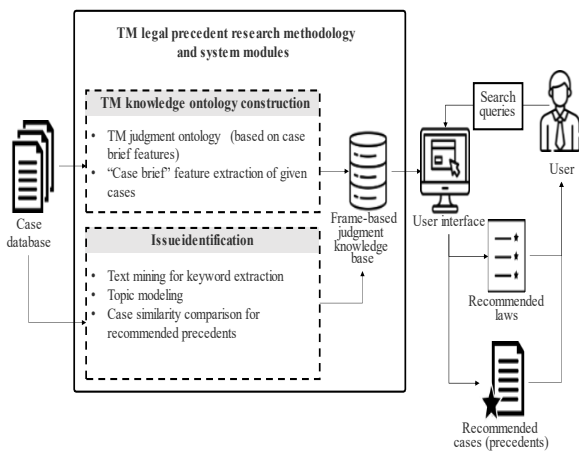 TM legal precedent research methodology
and system modules
TM knowledge ontology construction
• TM judgment ontology (based on case
brief features)
• “Case brief” feature extraction of given
cases
Case
database
Issueidentification
• Text mining for keyword extraction
• Topic modeling
• Case similarity comparison for
recommended precedents
Frame-based
judgment
knowledge
base
Search
queries
User
User interface
Recommended
laws
Recommended
cases (precedents)